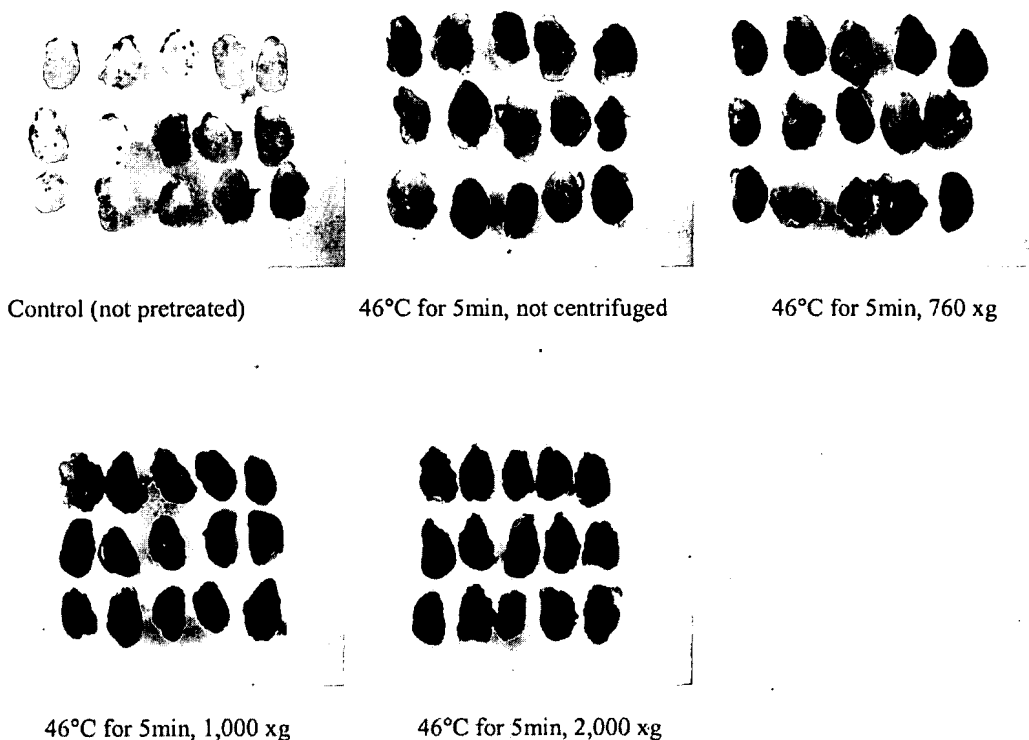 Control (not pretreated)
46°C for 5min, not centrifuged
46°C for 5min, 760 xg
46°C for 5min, 1,000 xg
46°C for 5min, 2,000 xg